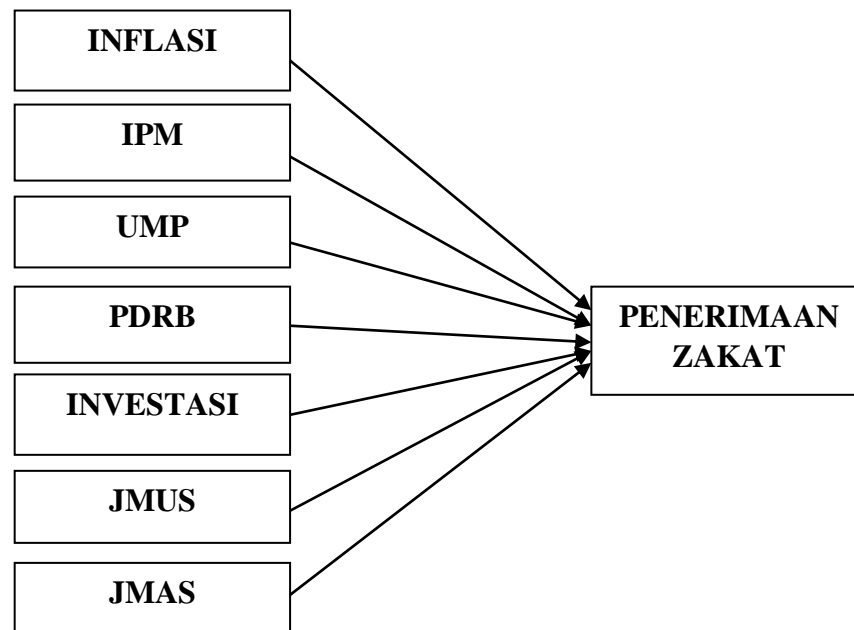 INFLASI
IPM
UMP
PDRB
INVESTASI
JMUS
JMAS
PENERIMAAN
ZAKAT